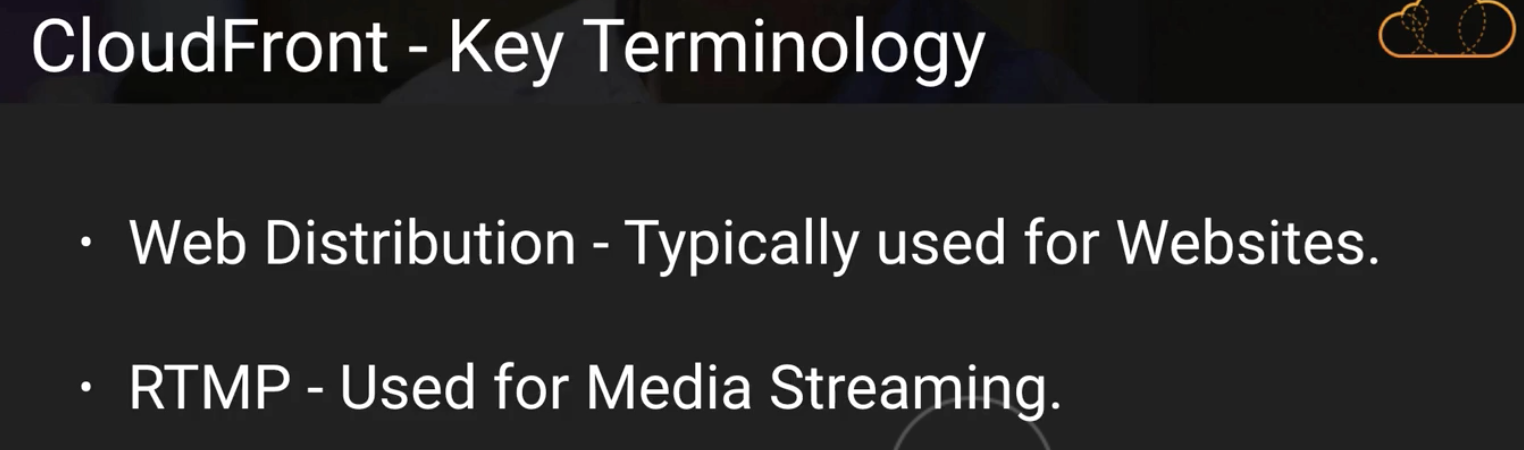 CloudFront - Key Terminology
• Web Distribution - Typically used for Websites.
• RTMP - Used for Media Streaming.